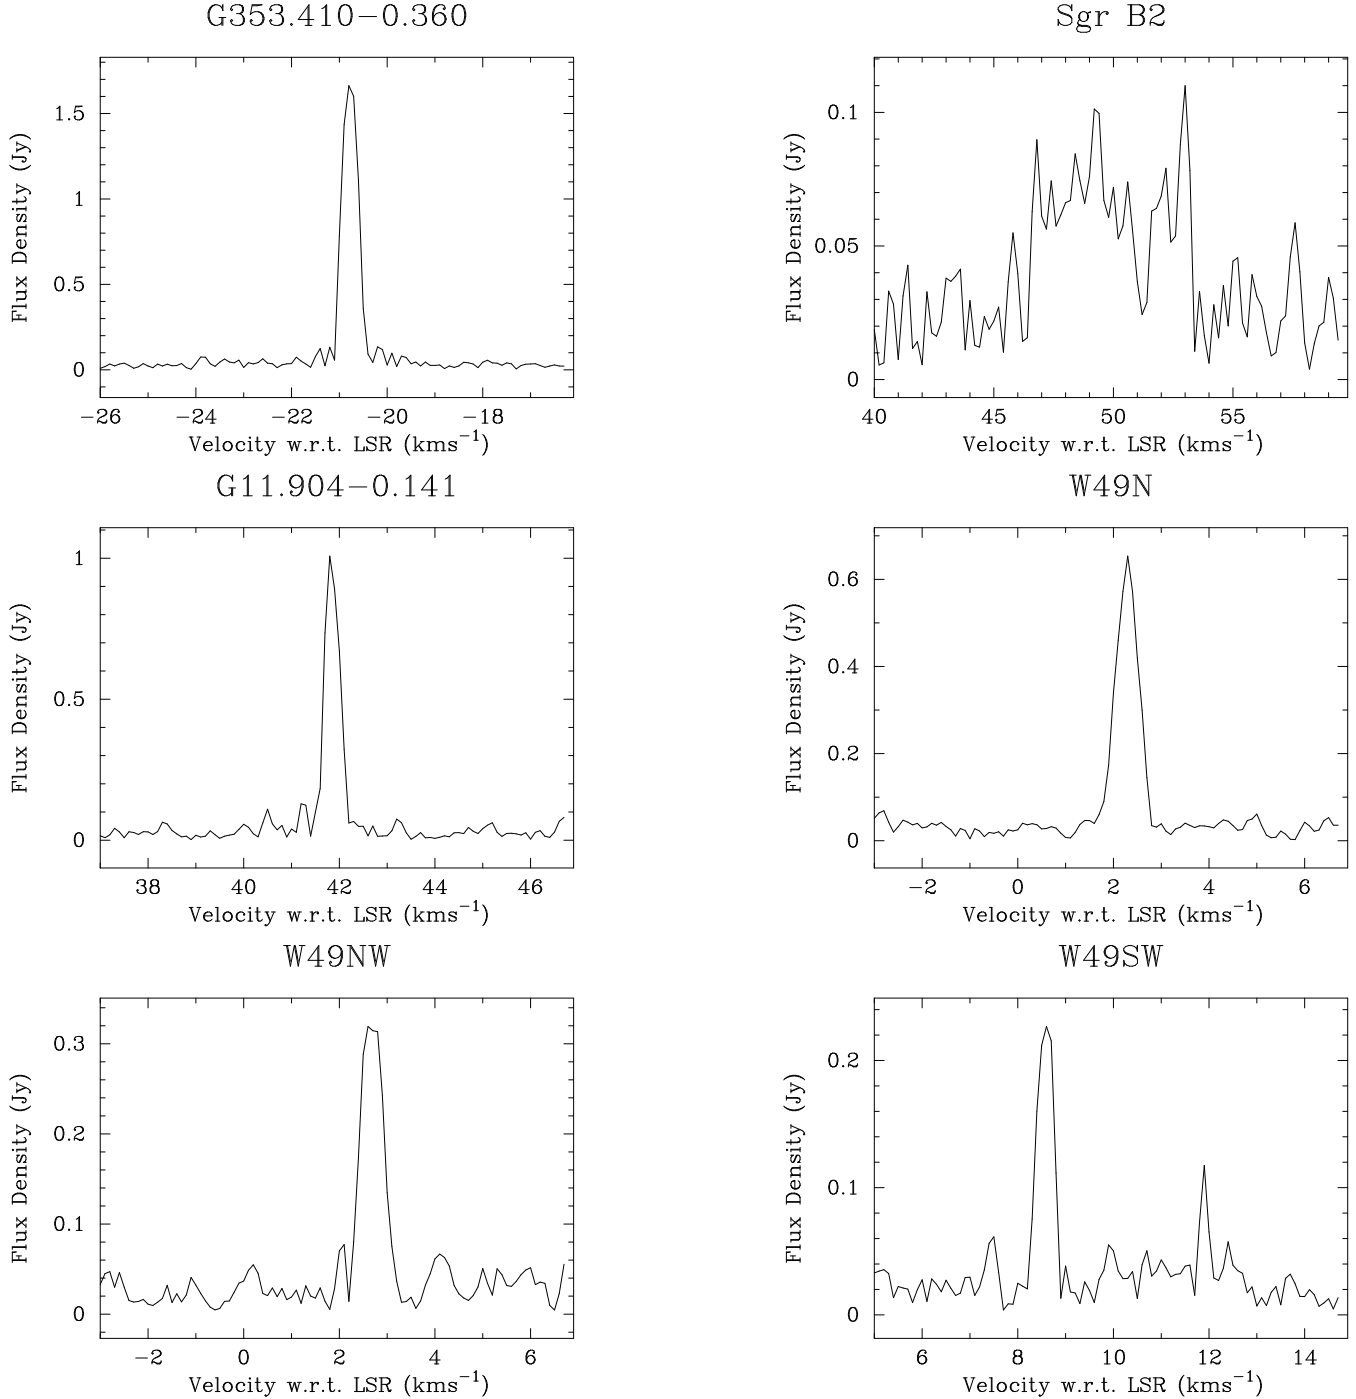 G353.410−0.360
Flux Density (Jy)
1.5
1
0.5
0
−26 −24 −22 −20 −18
Velocity w.r.t. LSR (kms⁻¹)
Sgr B2
Flux Density (Jy)
0.1
0.05
0
40 45 50 55
Velocity w.r.t. LSR (kms⁻¹)
G11.904−0.141
Flux Density (Jy)
1
0.5
0
38 40 42 44 46
Velocity w.r.t. LSR (kms⁻¹)
W49N
Flux Density (Jy)
0.6
0.4
0.2
0
−2 0 2 4 6
Velocity w.r.t. LSR (kms⁻¹)
W49NW
Flux Density (Jy)
0.3
0.2
0.1
0
−2 0 2 4 6
Velocity w.r.t. LSR (kms⁻¹)
W49SW
Flux Density (Jy)
0.2
0.1
0
6 8 10 12 14
Velocity w.r.t. LSR (kms⁻¹)